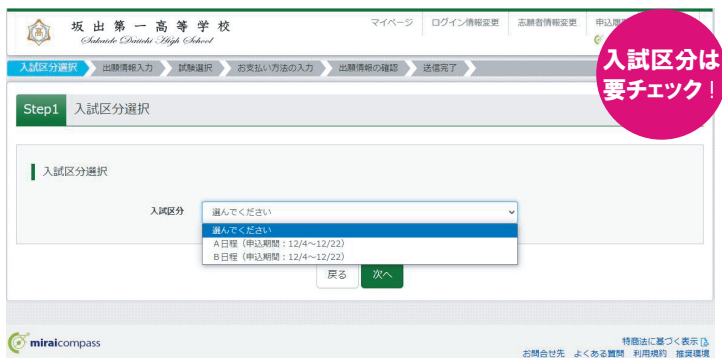 坂出第一高等学校
Sakaide Daiichi High School
マイページ ログイン情報変更 志願者情報変更
入試区分選択 出願情報入力 試験選択 お支払い方法の入力 出願情報の確認 送信完了
入試区分は
要チェック!
Step1 入試区分選択
入試区分選択
入試区分 選んでください
選んでください
A日程(申込期間:12/4~12/22)
B日程(申込期間:12/4~12/22)
戻る 次へ
miraicompass
特商法に基づく表示
お問合せ先 よくある質問 利用規約 推奨環境